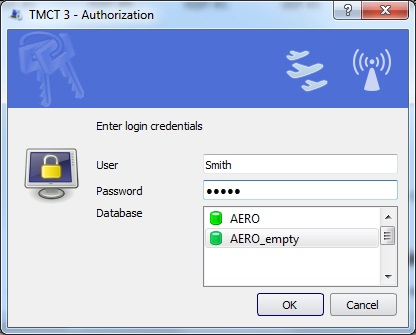 TMCT 3 - Authorization
Enter login credentials
User
Smith
Password
●●●●●
Database
AERO
AERO_empty
OK
Cancel